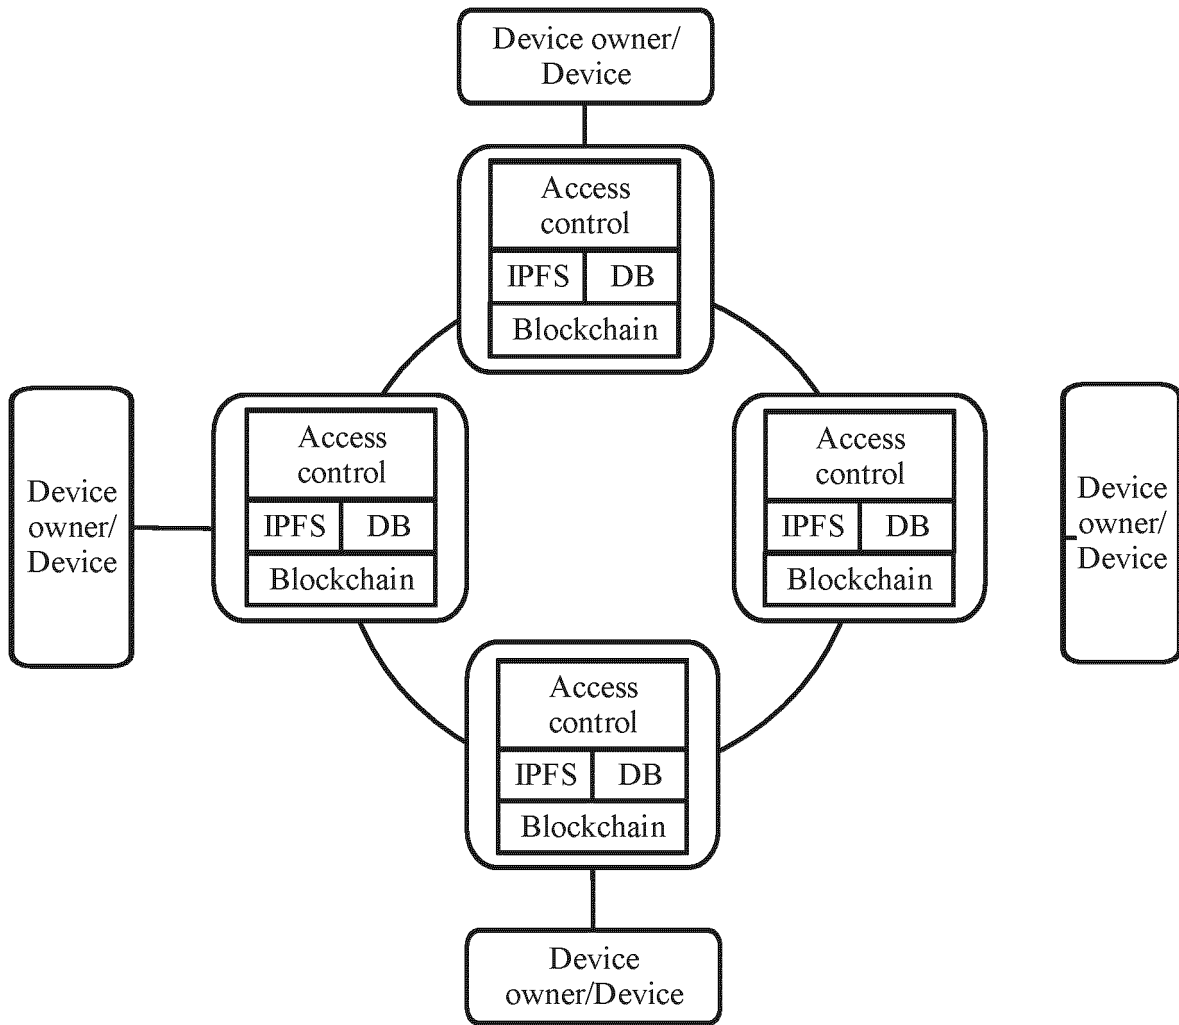 Device owner/
Device
Access
control
IPFS DB
Blockchain
Device
owner/
Device
Access
control
IPFS DB
Blockchain
Access
control
IPFS DB
Blockchain
Device
owner/
Device
Access
control
IPFS DB
Blockchain
Device
owner/Device